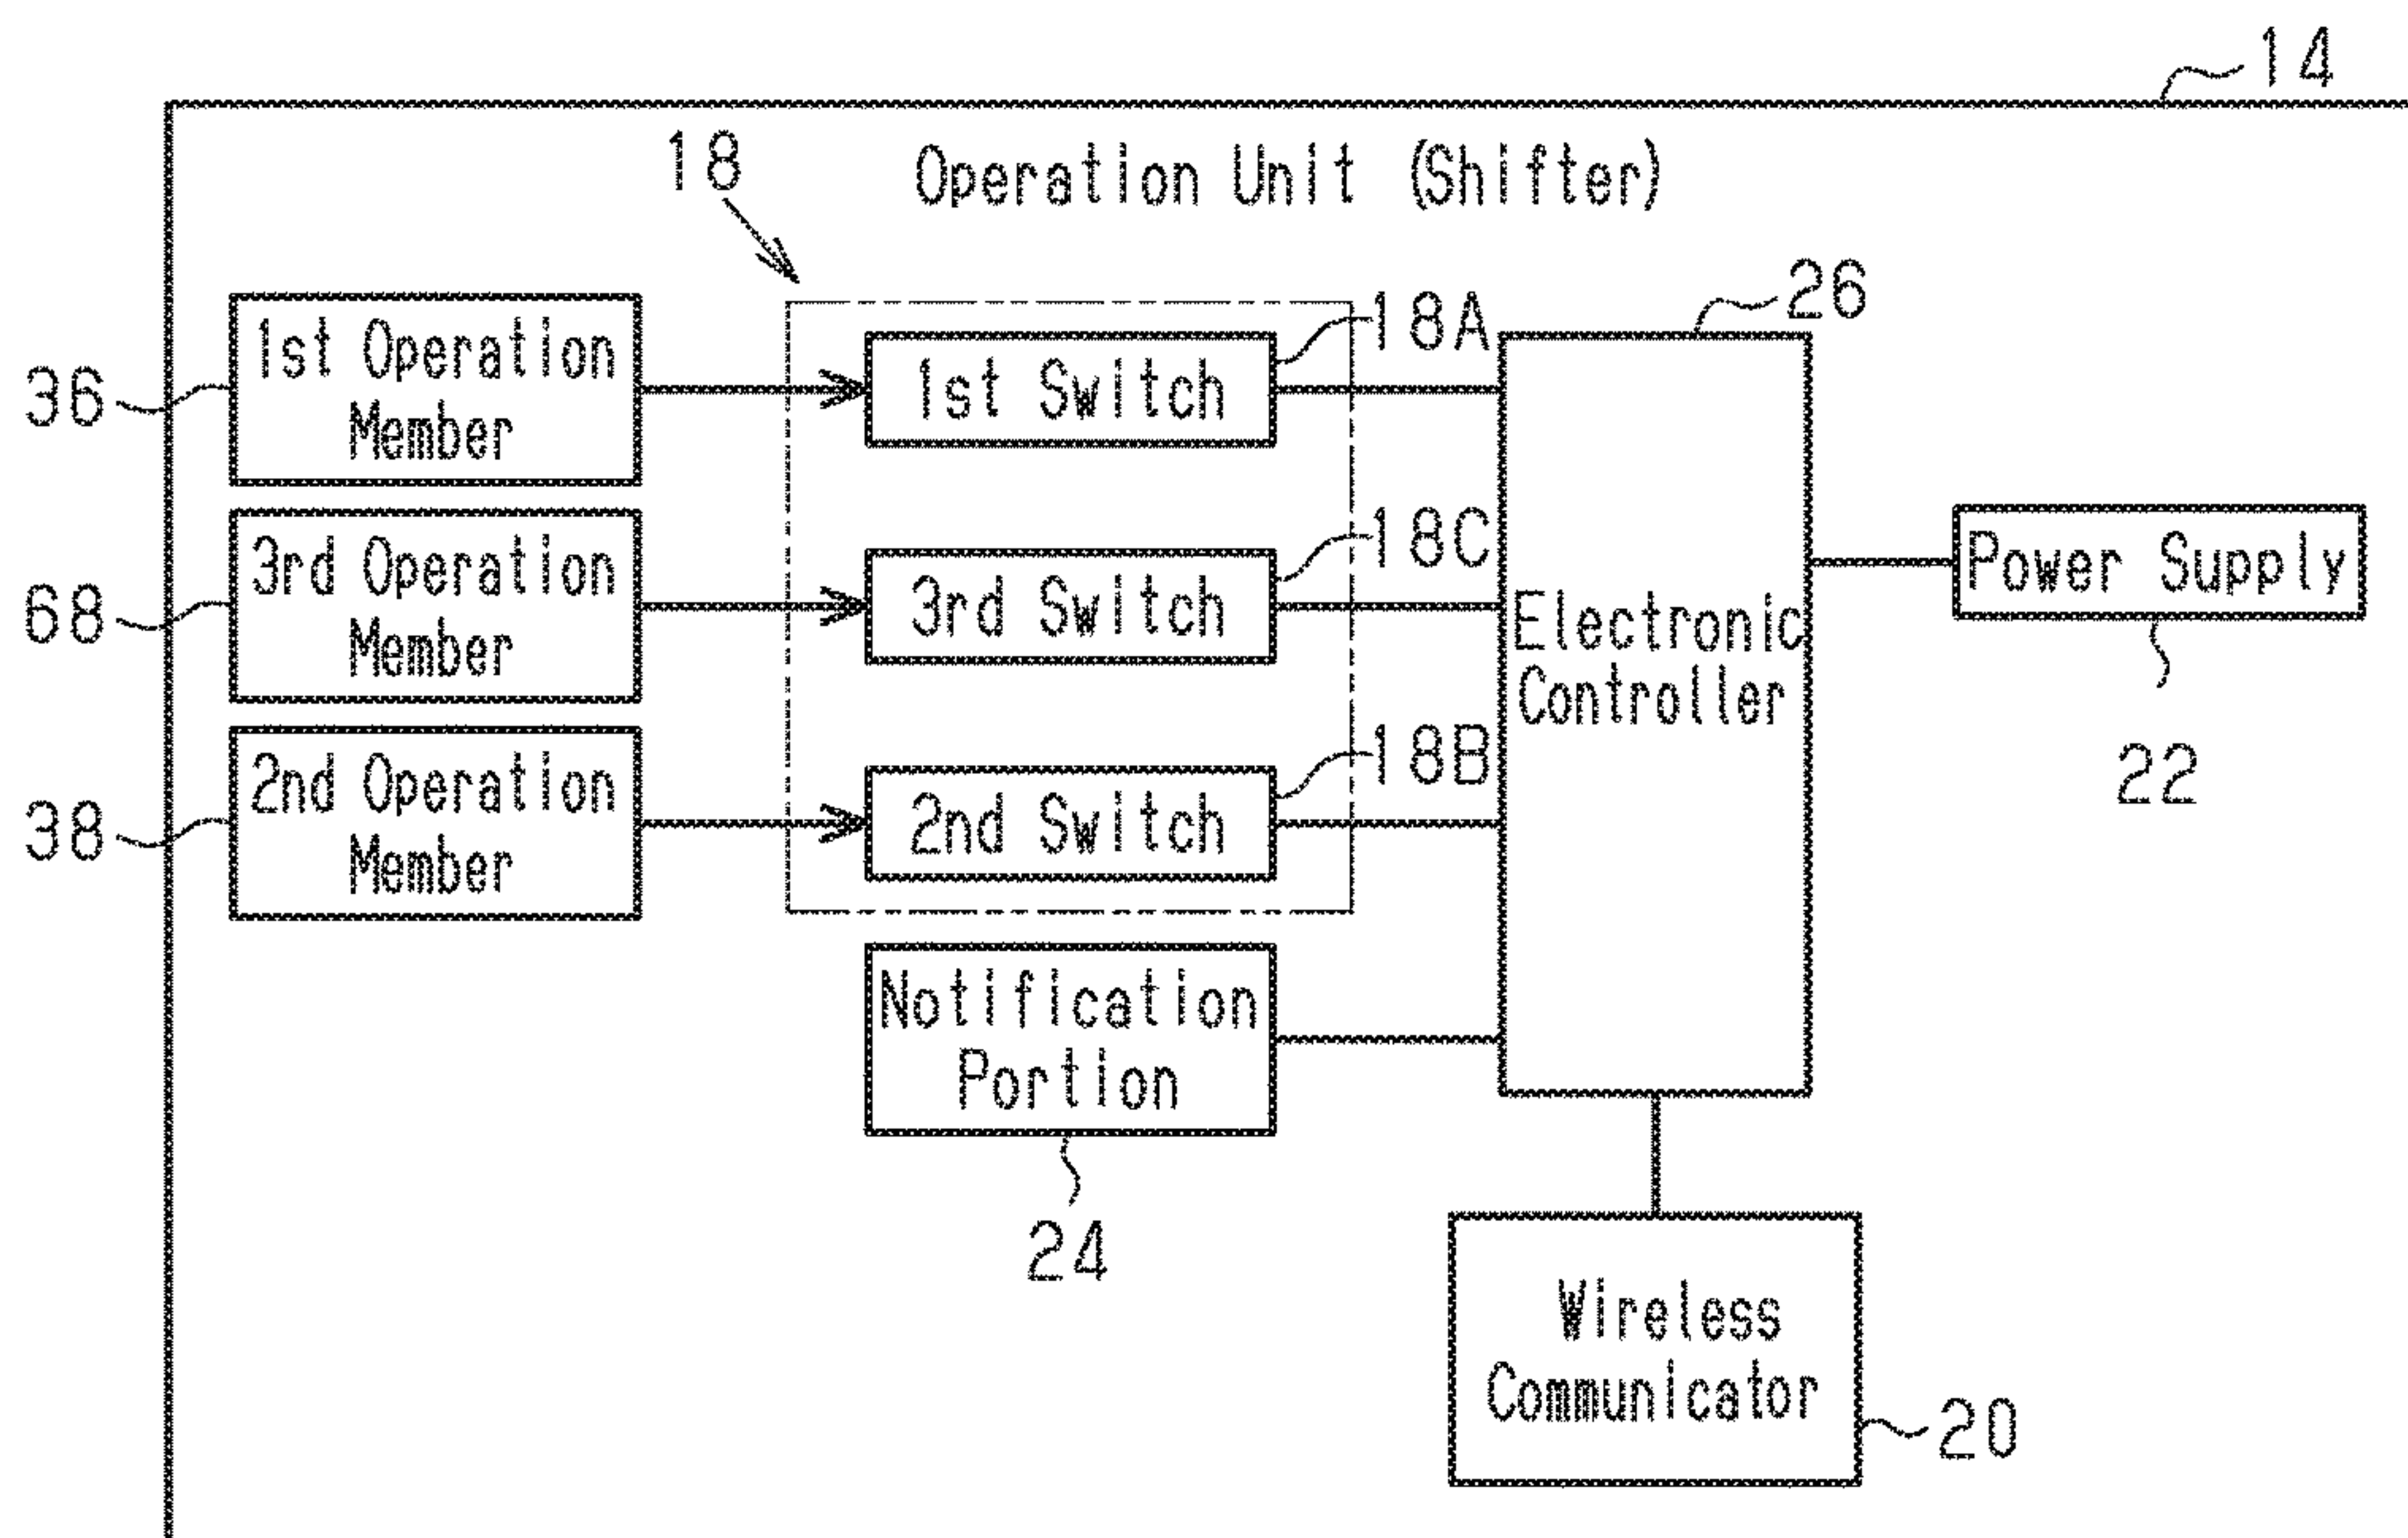 14
18
Operation Unit (Shifter)
26
1st Operation
Member
36
18A
1st Switch
3rd Operation
Member
68
18C
3rd Switch
Electronic
Controller
Power Supply
22
2nd Operation
Member
38
18B
2nd Switch
Notification
Portion
24
Wireless
Communicator
20